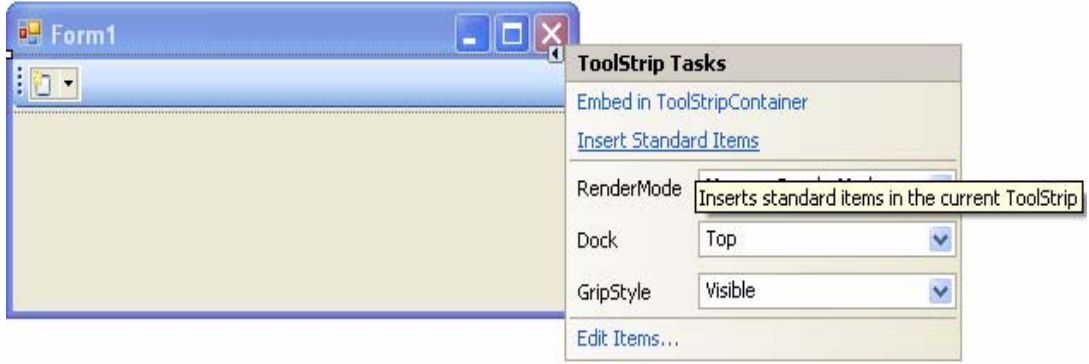 Form1
ToolStrip Tasks
Embed in ToolStripContainer
Insert Standard Items
RenderMode
Inserts standard items in the current ToolStrip
Dock
Top
GripStyle
Visible
Edit Items...